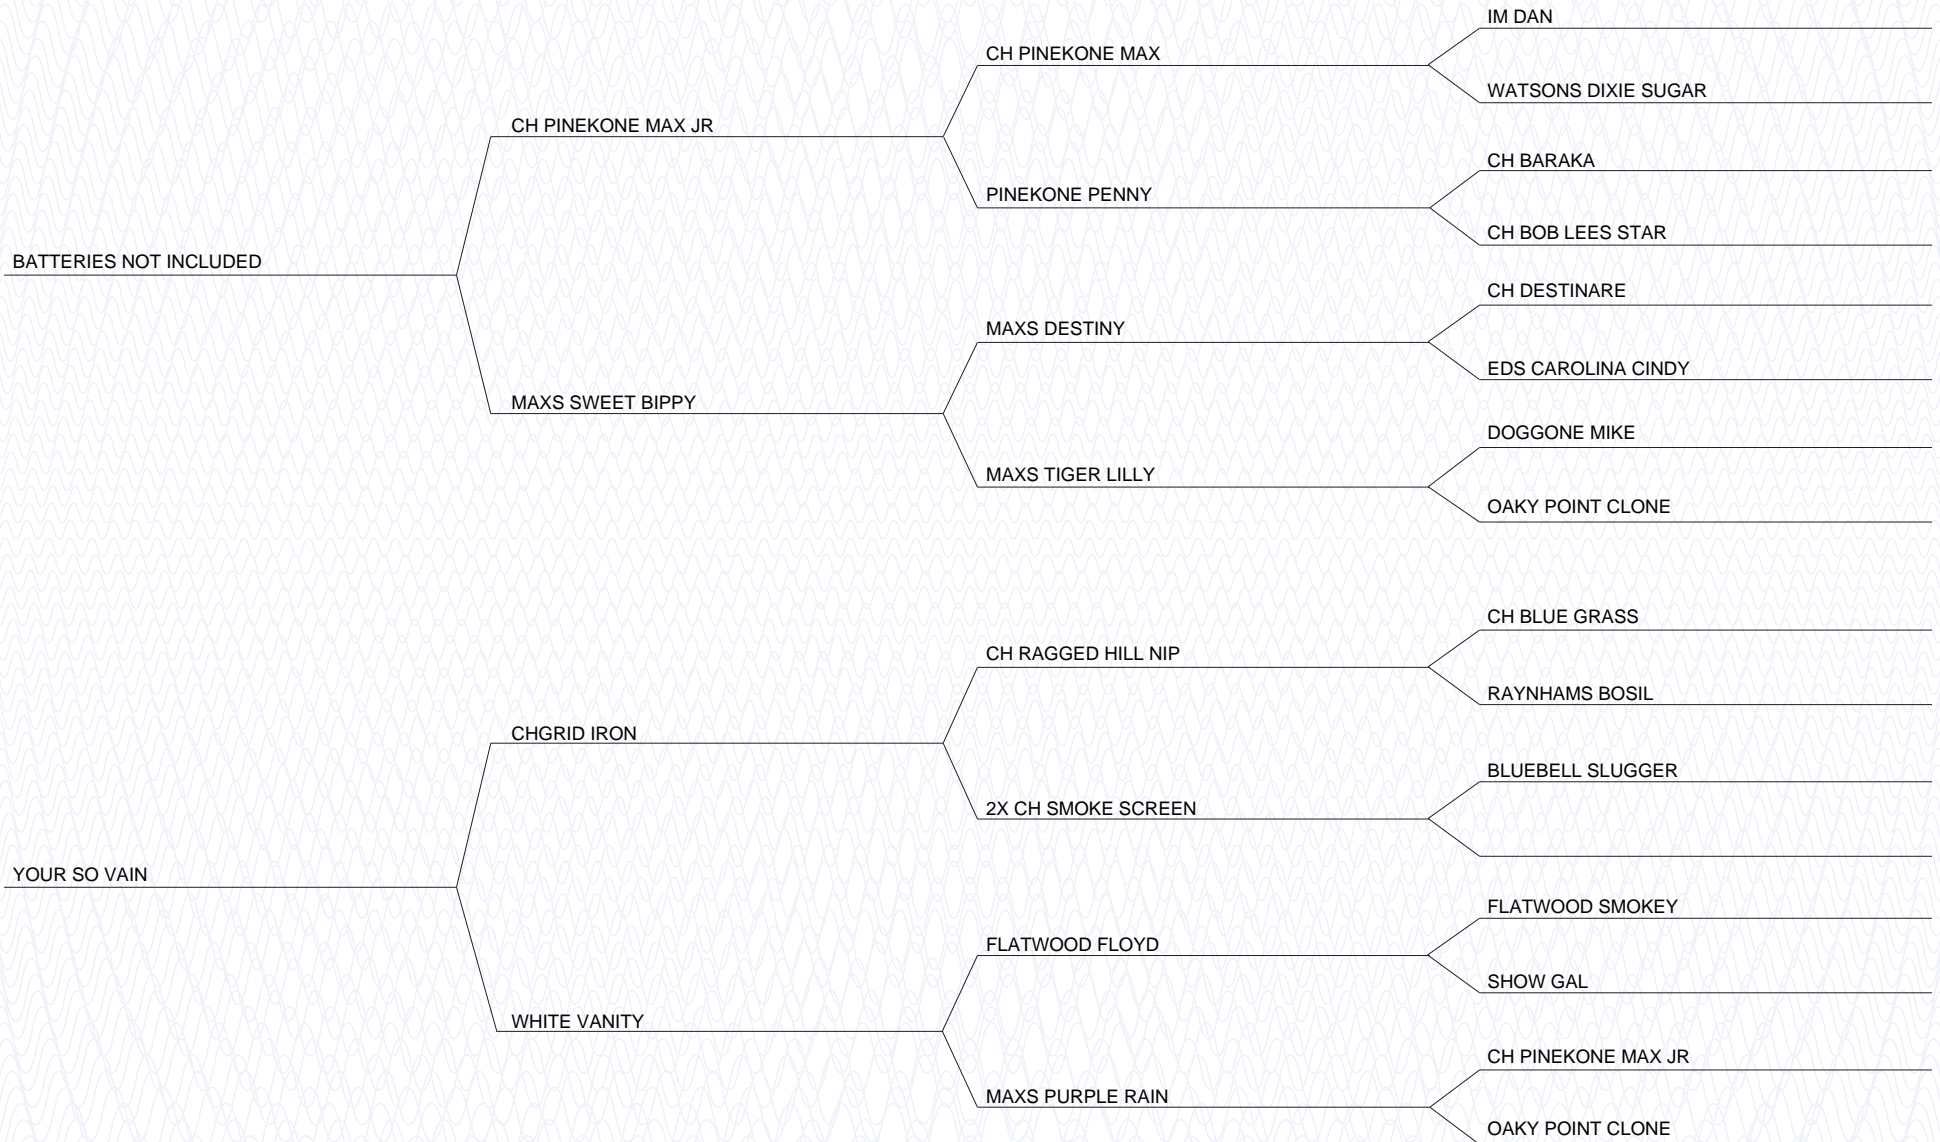 IM DAN
CH PINEKONE MAX
WATSONS DIXIE SUGAR
CH PINEKONE MAX JR
CH BARAKA
PINEKONE PENNY
CH BOB LEES STAR
BATTERIES NOT INCLUDED
CH DESTINARE
MAXS DESTINY
EDS CAROLINA CINDY
MAXS SWEET BIPPY
DOGGONE MIKE
MAXS TIGER LILLY
OAKY POINT CLONE
CH BLUE GRASS
CH RAGGED HILL NIP
RAYNHAMS BOSIL
CHGRID IRON
BLUEBELL SLUGGER
2X CH SMOKE SCREEN
YOUR SO VAIN
FLATWOOD SMOKEY
FLATWOOD FLOYD
SHOW GAL
WHITE VANITY
CH PINEKONE MAX JR
MAXS PURPLE RAIN
OAKY POINT CLONE